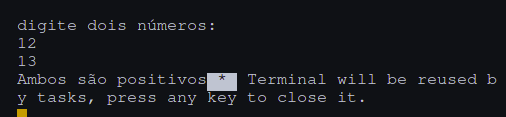 digite dois números:
12
13
Ambos são positivos * Terminal will be reused b
y tasks, press any key to close it.